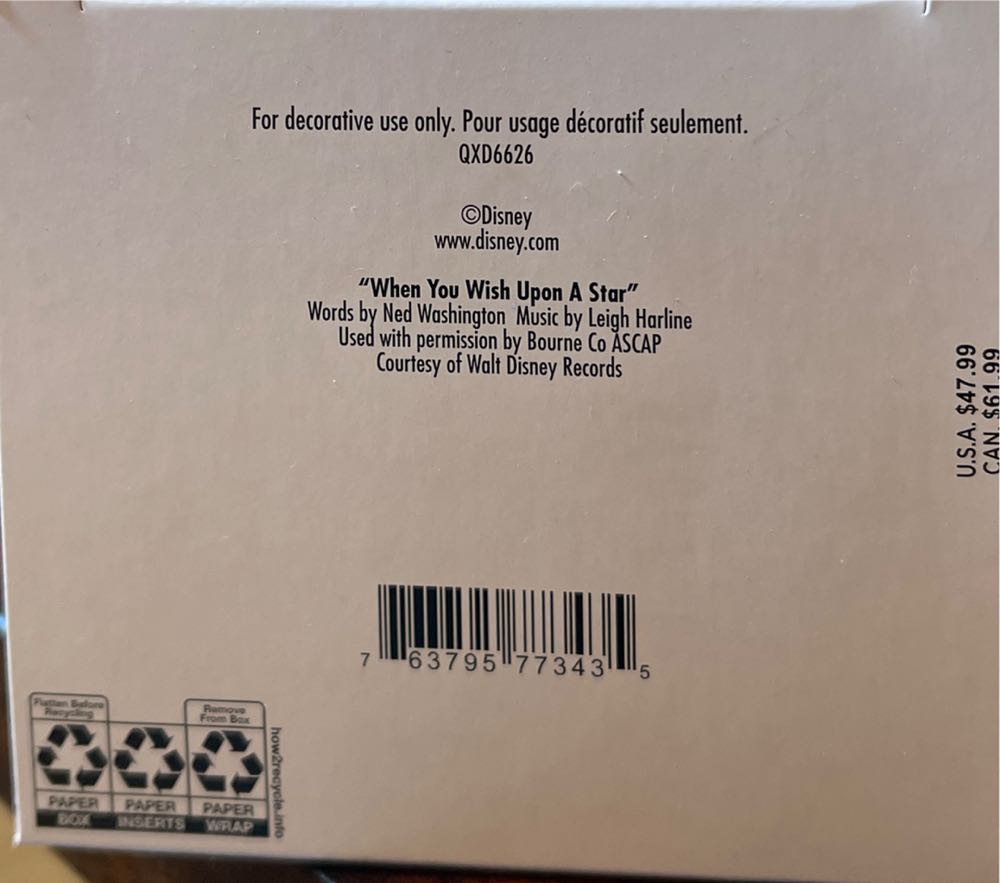 For decorative use only. Pour usage décoratif seulement.
QXD6626
©Disney
www.disney.com
“When You Wish Upon A Star”
Words by Ned Washington Music by Leigh Harline
Used with permission by Bourne Co ASCAP
Courtesy of Walt Disney Records
U.S.A. $47.99
CAN. $61.99
7 63795 77343 5
Flatten Before
Recycling
Remove
From Box
PAPER PAPER PAPER
BOX INSERTS WRAP
how2recycle.info